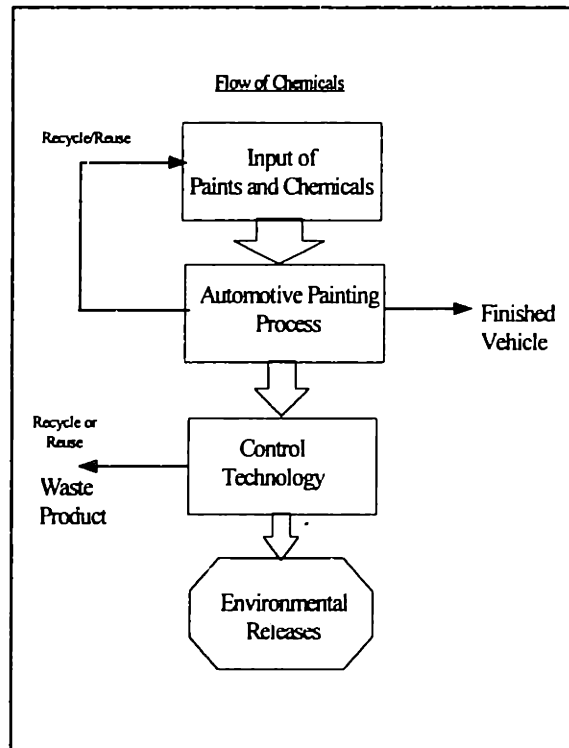 Flow of Chemicals
Recycle/Reuse
Input of
Paints and Chemicals
Automotive Painting
Process
Finished
Vehicle
Recycle or
Reuse
Waste
Product
Control
Technology
Environmental
Releases